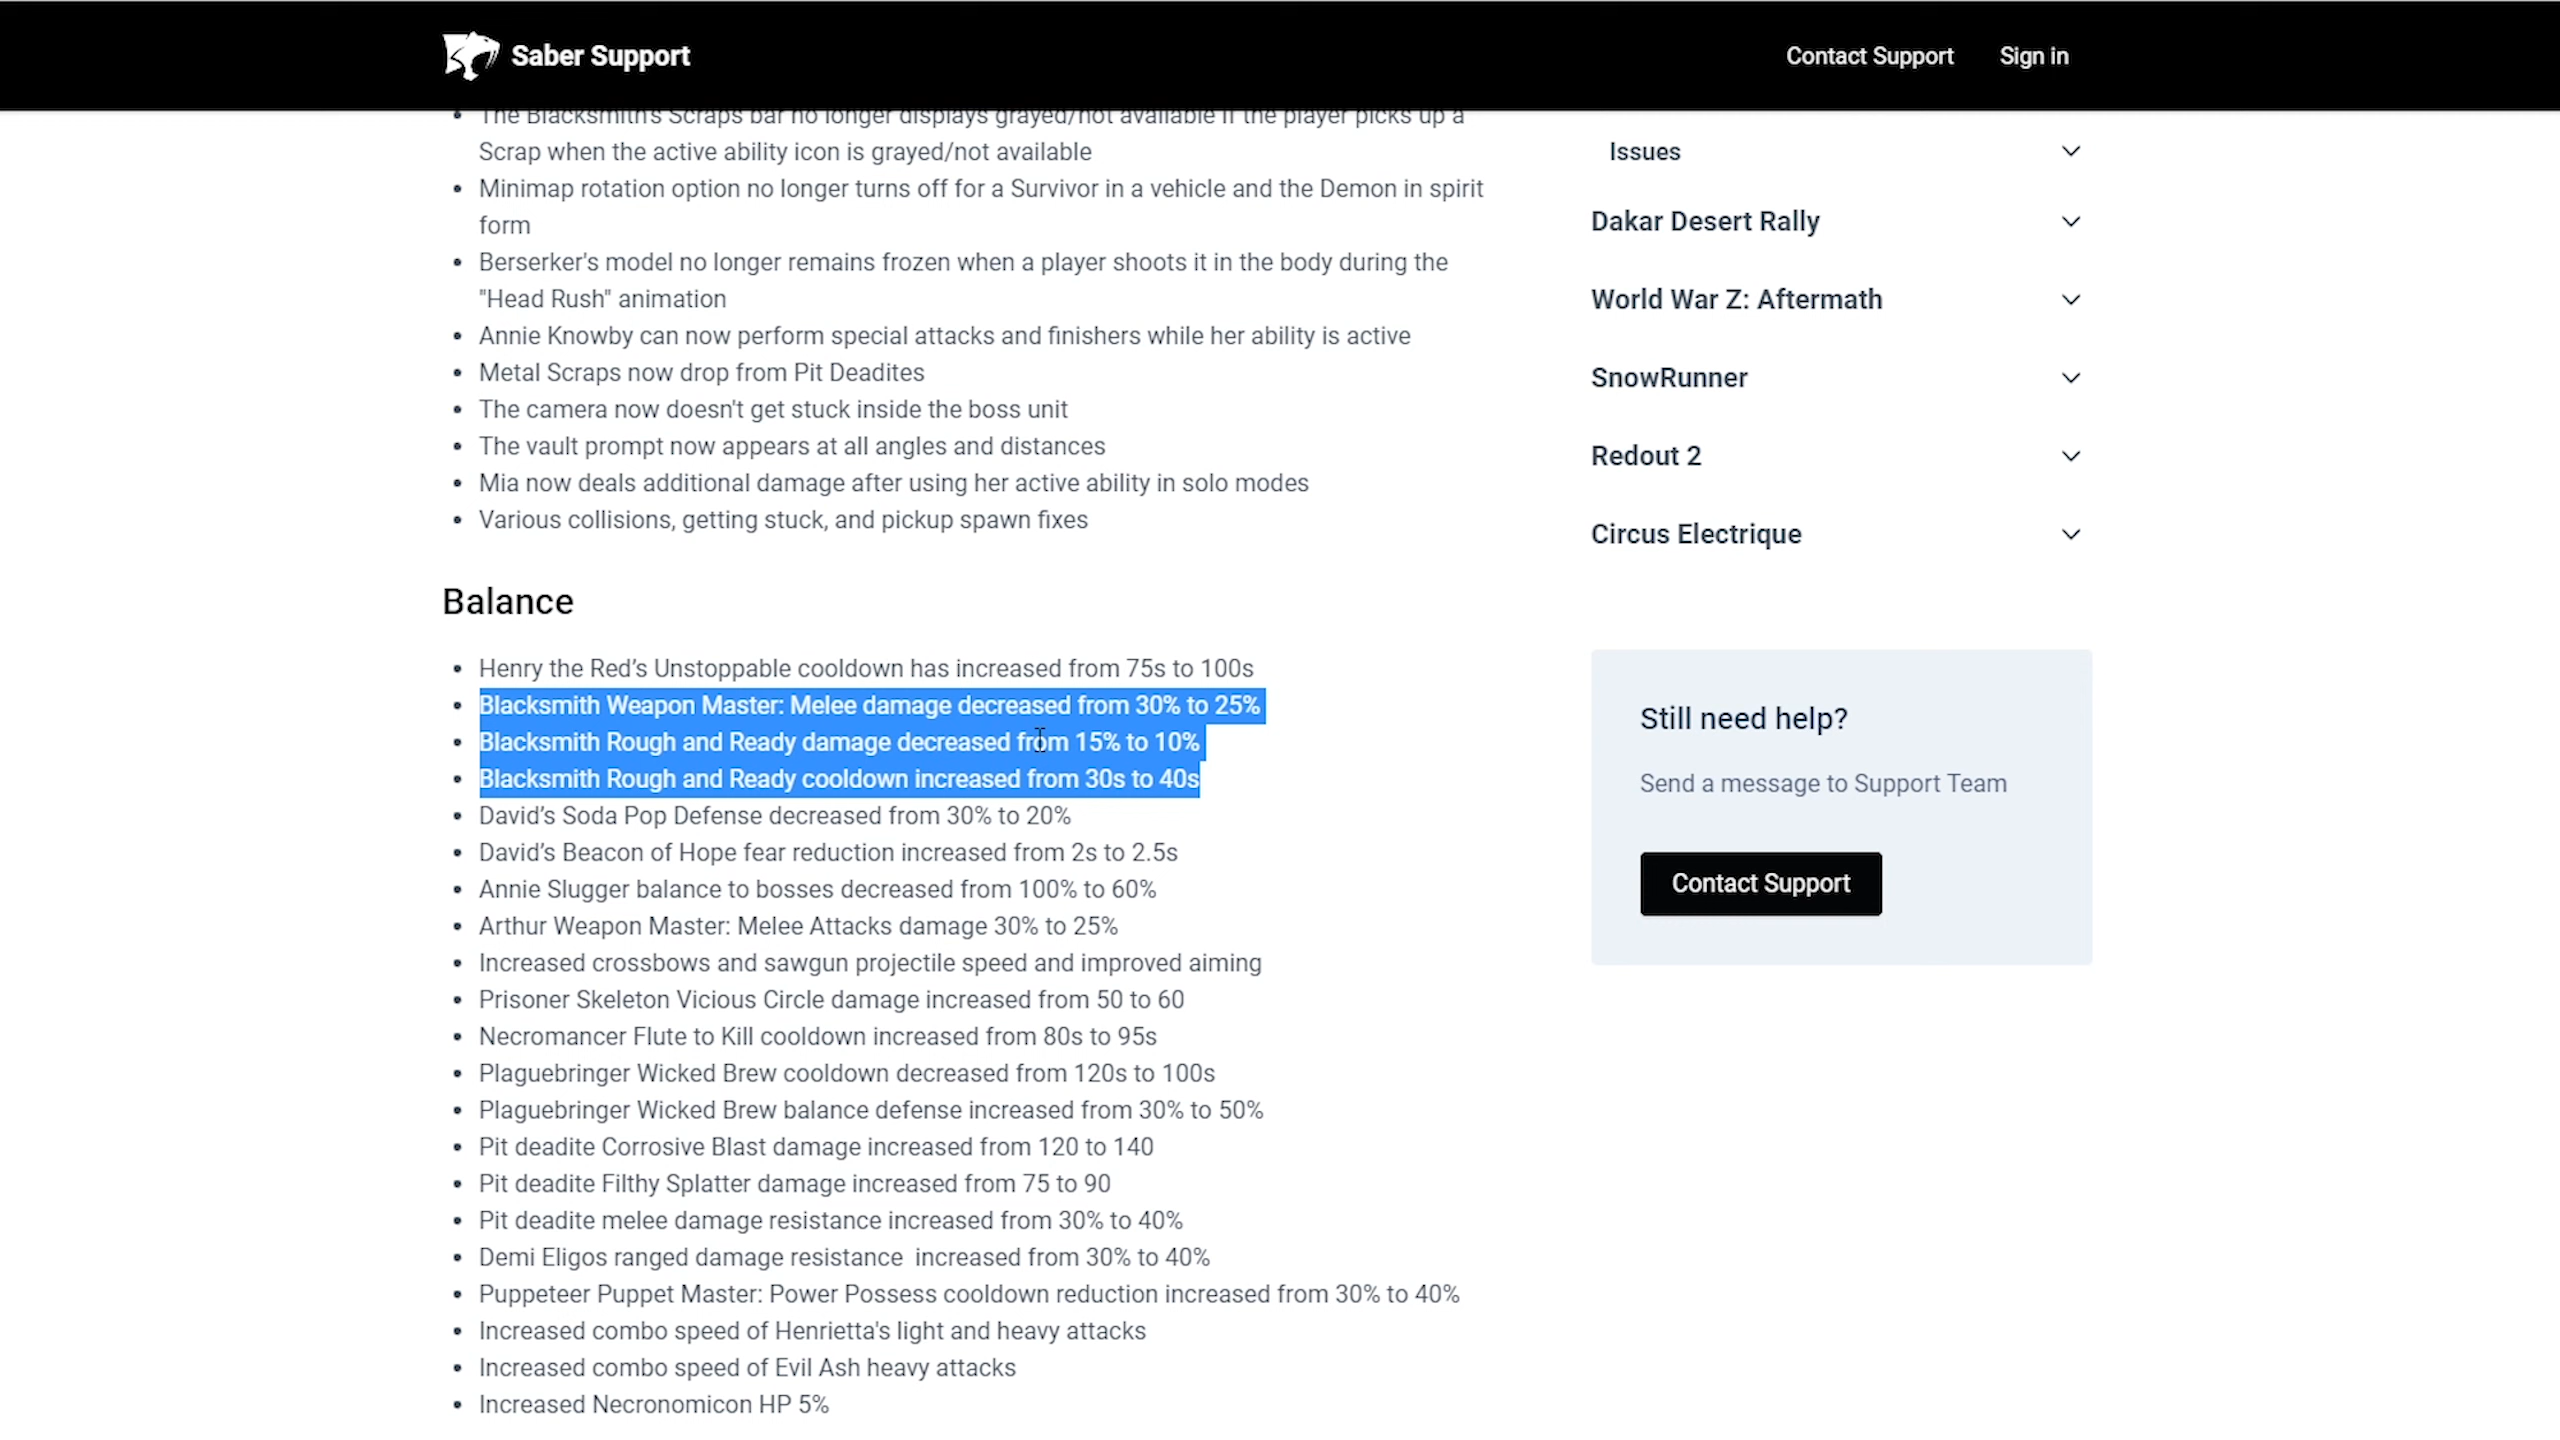 Saber Support
Contact Support
Sign in
The Blacksmith's Scraps bar no longer displays grayed/not available if the player picks up a
Scrap when the active ability icon is grayed/not available
Minimap rotation option no longer turns off for a Survivor in a vehicle and the Demon in spirit
form
Berserker's model no longer remains frozen when a player shoots it in the body during the
"Head Rush" animation
Annie Knowby can now perform special attacks and finishers while her ability is active
Metal Scraps now drop from Pit Deadites
The camera now doesn't get stuck inside the boss unit
The vault prompt now appears at all angles and distances
Mia now deals additional damage after using her active ability in solo modes
Various collisions, getting stuck, and pickup spawn fixes
Balance
Henry the Red’s Unstoppable cooldown has increased from 75s to 100s
Blacksmith Weapon Master: Melee damage decreased from 30% to 25%
Blacksmith Rough and Ready damage decreased from 15% to 10%
Blacksmith Rough and Ready cooldown increased from 30s to 40s
David’s Soda Pop Defense decreased from 30% to 20%
David’s Beacon of Hope fear reduction increased from 2s to 2.5s
Annie Slugger balance to bosses decreased from 100% to 60%
Arthur Weapon Master: Melee Attacks damage 30% to 25%
Increased crossbows and sawgun projectile speed and improved aiming
Prisoner Skeleton Vicious Circle damage increased from 50 to 60
Necromancer Flute to Kill cooldown increased from 80s to 95s
Plaguebringer Wicked Brew cooldown decreased from 120s to 100s
Plaguebringer Wicked Brew balance defense increased from 30% to 50%
Pit deadite Corrosive Blast damage increased from 120 to 140
Pit deadite Filthy Splatter damage increased from 75 to 90
Pit deadite melee damage resistance increased from 30% to 40%
Demi Eligos ranged damage resistance increased from 30% to 40%
Puppeteer Puppet Master: Power Possess cooldown reduction increased from 30% to 40%
Increased combo speed of Henrietta's light and heavy attacks
Increased combo speed of Evil Ash heavy attacks
Increased Necronomicon HP 5%
Issues
Dakar Desert Rally
World War Z: Aftermath
SnowRunner
Redout 2
Circus Electrique
Still need help?
Send a message to Support Team
Contact Support